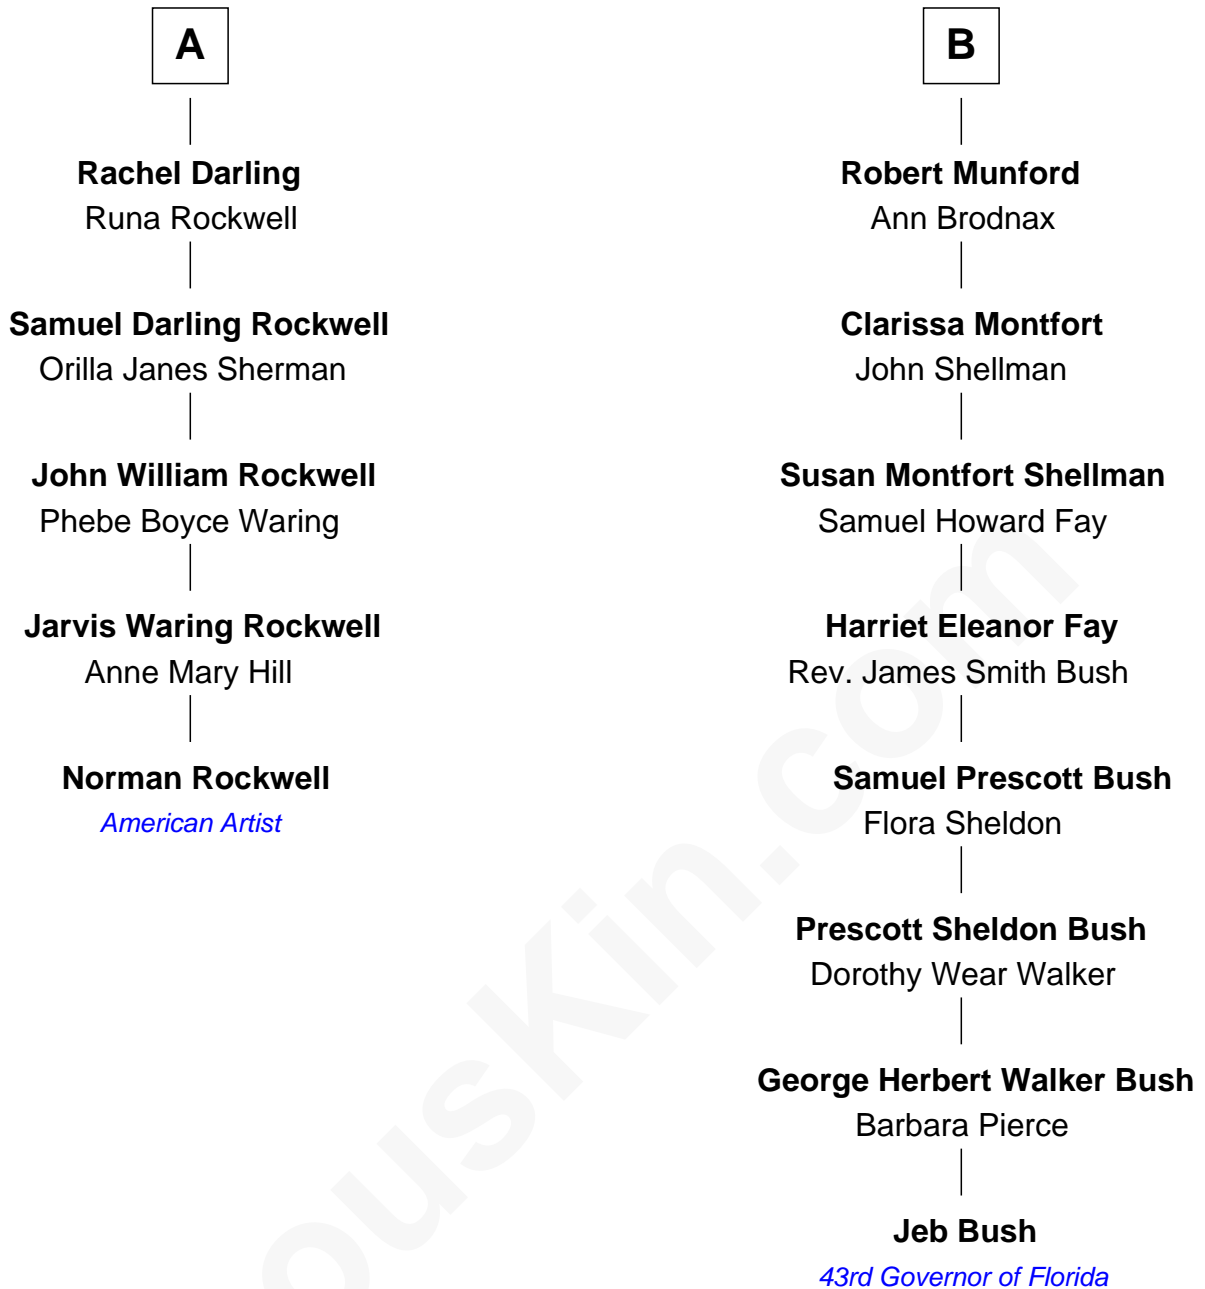 A
Rachel Darling
Runa Rockwell
Samuel Darling Rockwell
Orilla Janes Sherman
John William Rockwell
Phebe Boyce Waring
Jarvis Waring Rockwell
Anne Mary Hill
Norman Rockwell
American Artist
B
Robert Munford
Ann Brodnax
Clarissa Montfort
John Shellman
Susan Montfort Shellman
Samuel Howard Fay
Harriet Eleanor Fay
Rev. James Smith Bush
Samuel Prescott Bush
Flora Sheldon
Prescott Sheldon Bush
Dorothy Wear Walker
George Herbert Walker Bush
Barbara Pierce
Jeb Bush
43rd Governor of Florida
ousKin.com